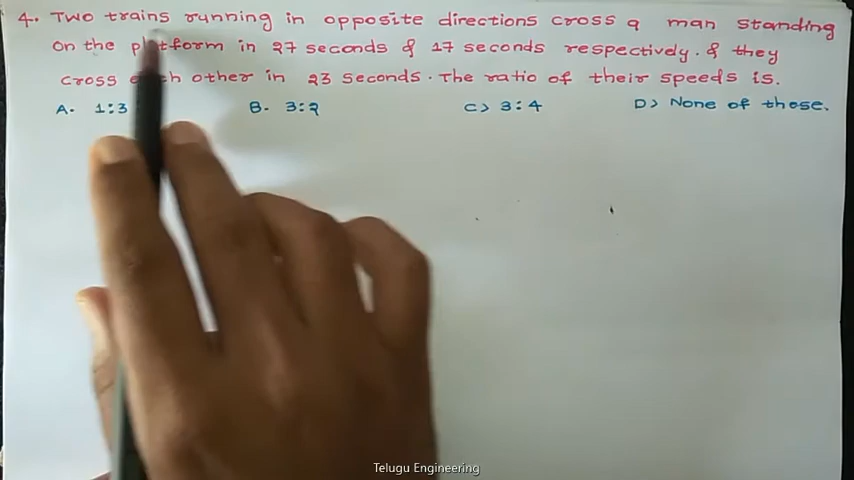 4. Two trains running in opposite directions cross a man standing
on the platform in 27 seconds & 17 seconds respectively. & they
cross each other in 23 seconds. The ratio of their speeds is.
A. 1:3 B. 3:2 C> 3:4 D> None of these.
Telugu Engineering